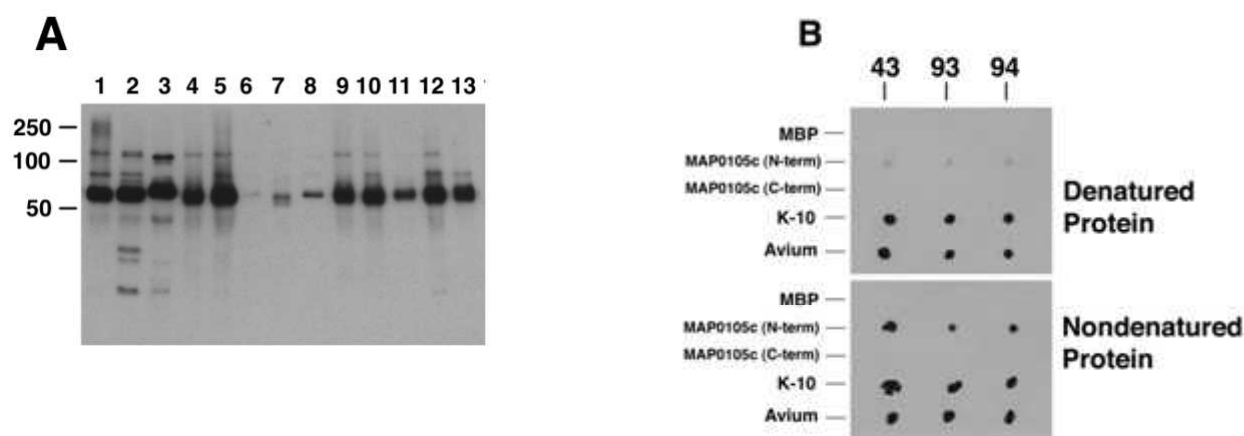 A
1 2 3 4 5 6 7 8 9 10 11 12 13
250
100
50
B
43 93 94
MBP
MAP0105c (N-term)
MAP0105c (C-term)
K-10
Avium
Denatured
Protein
MBP
MAP0105c (N-term)
MAP0105c (C-term)
K-10
Avium
Nondenatured
Protein